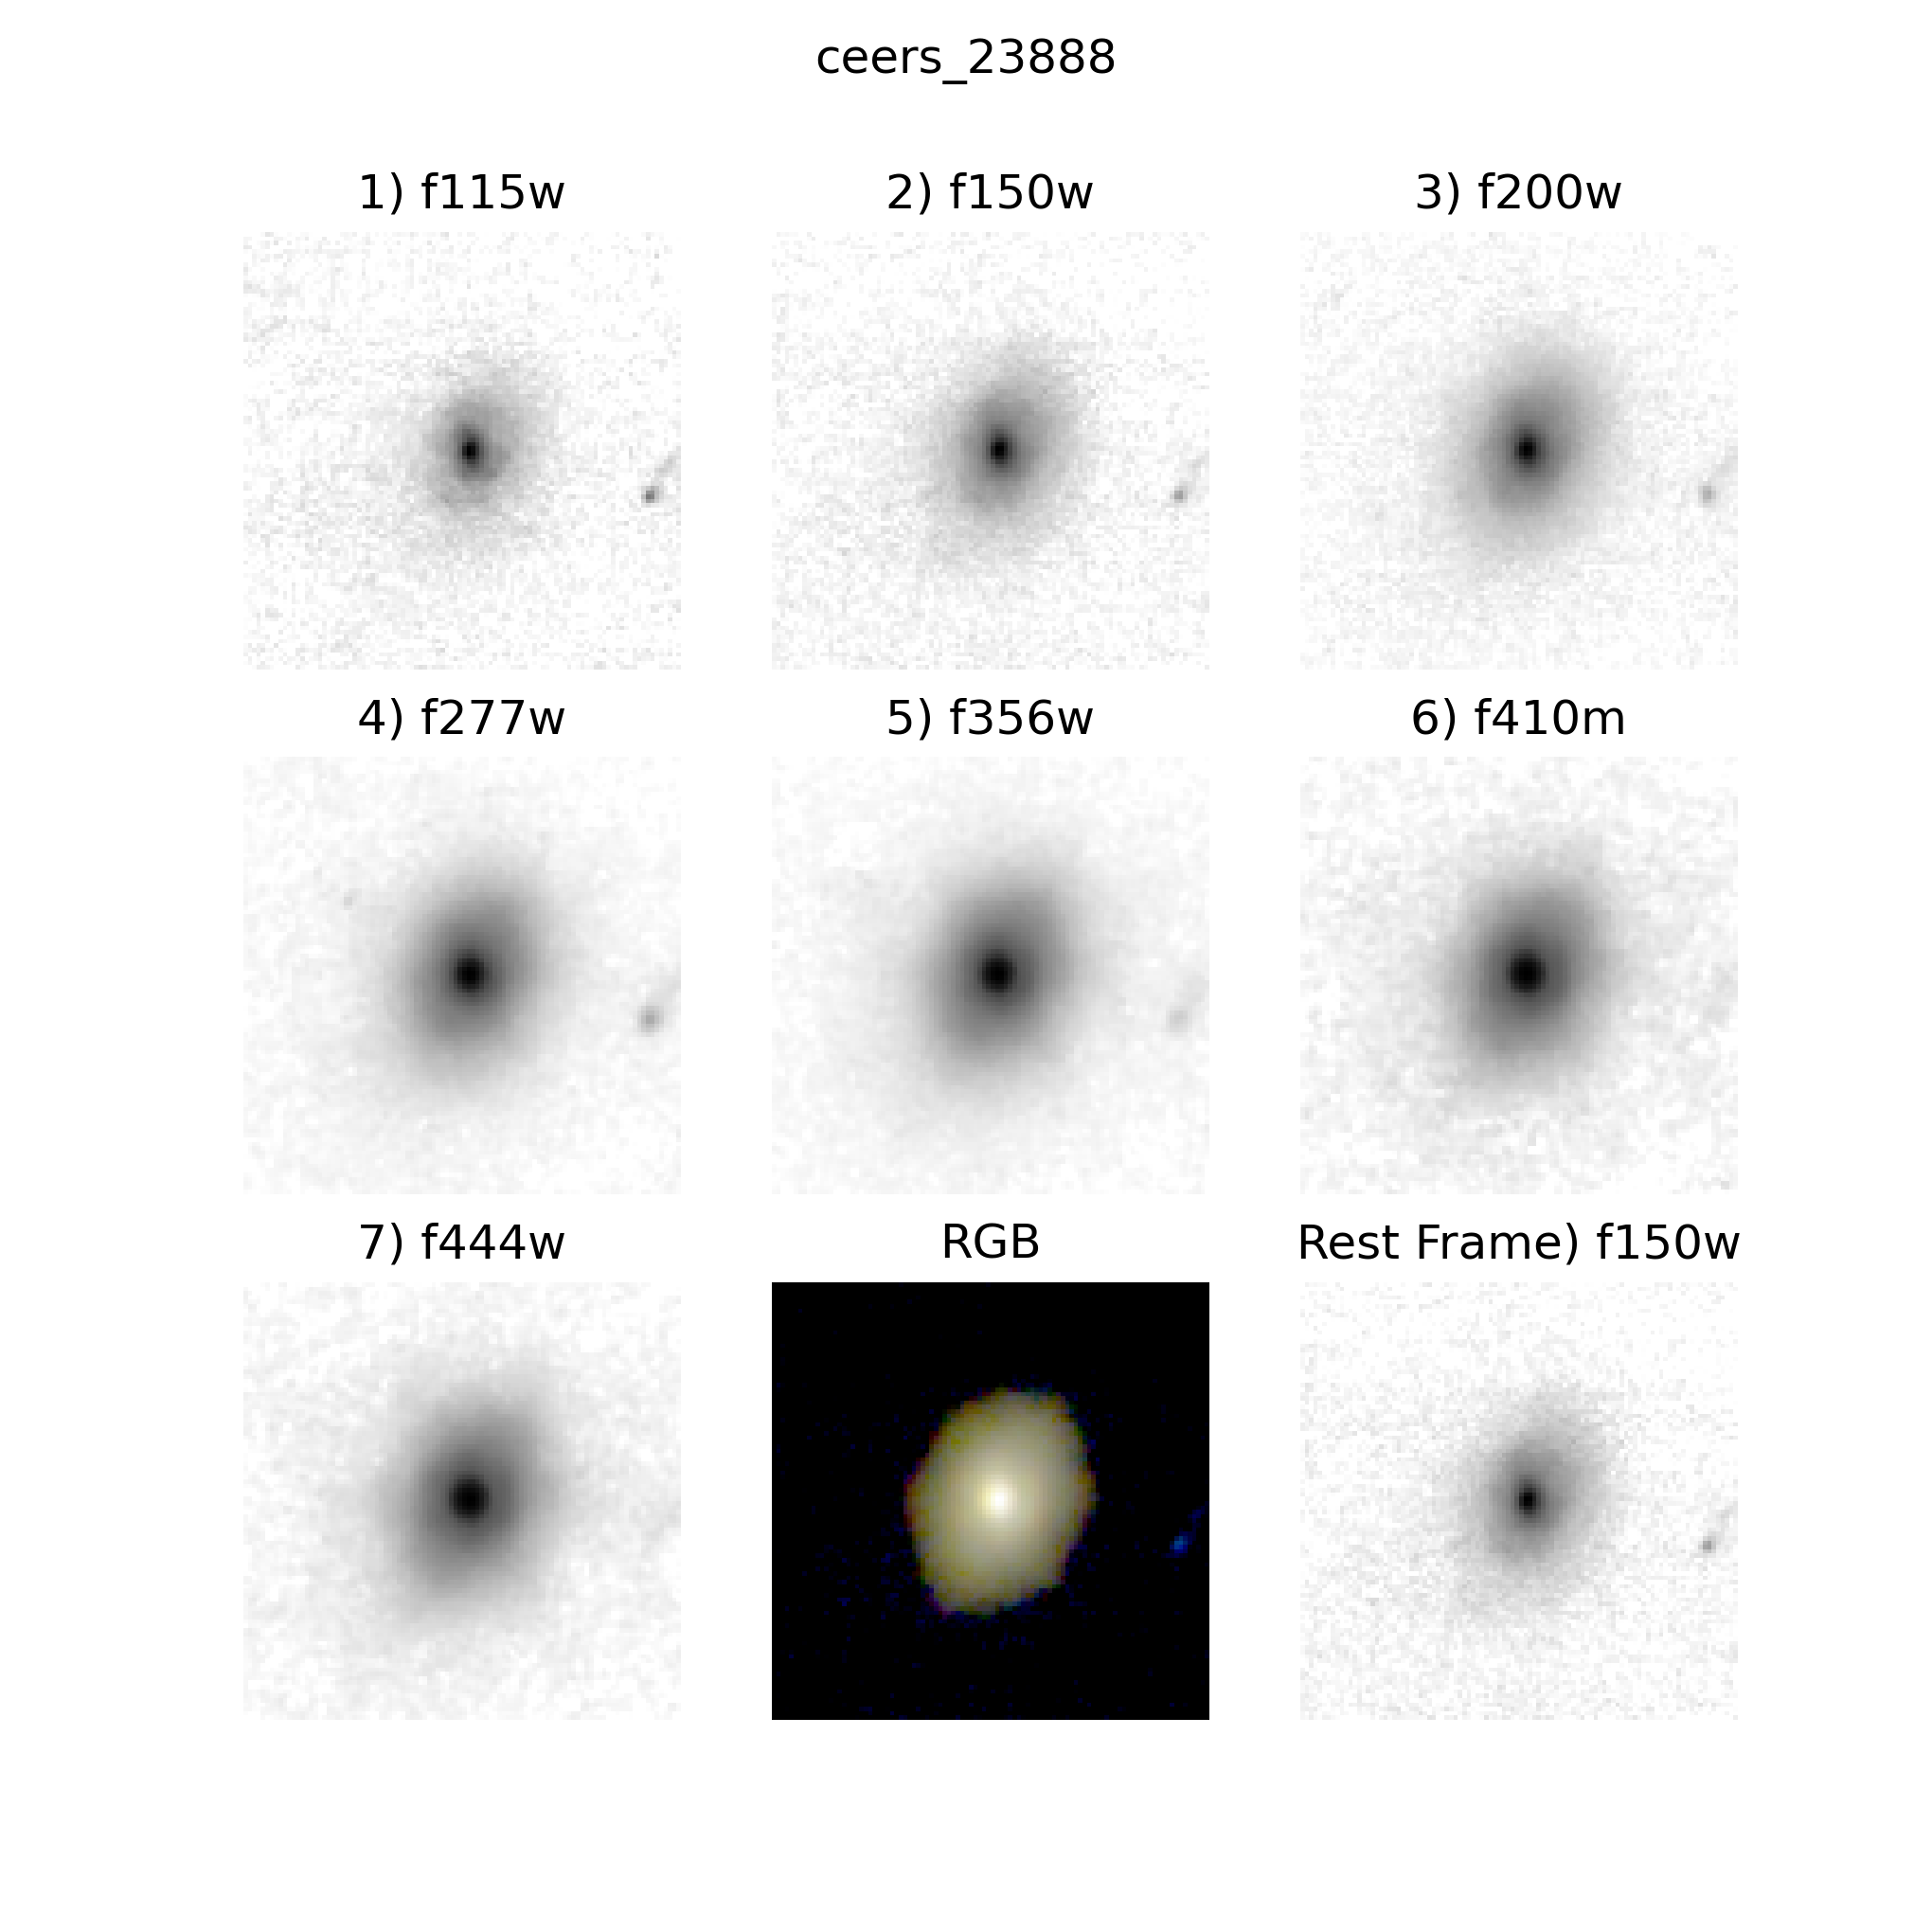 ceers_23888
1) f115w
2) f150w
3) f200w
4) f277w
5) f356w
6) f410m
7) f444w
RGB
Rest Frame) f150w